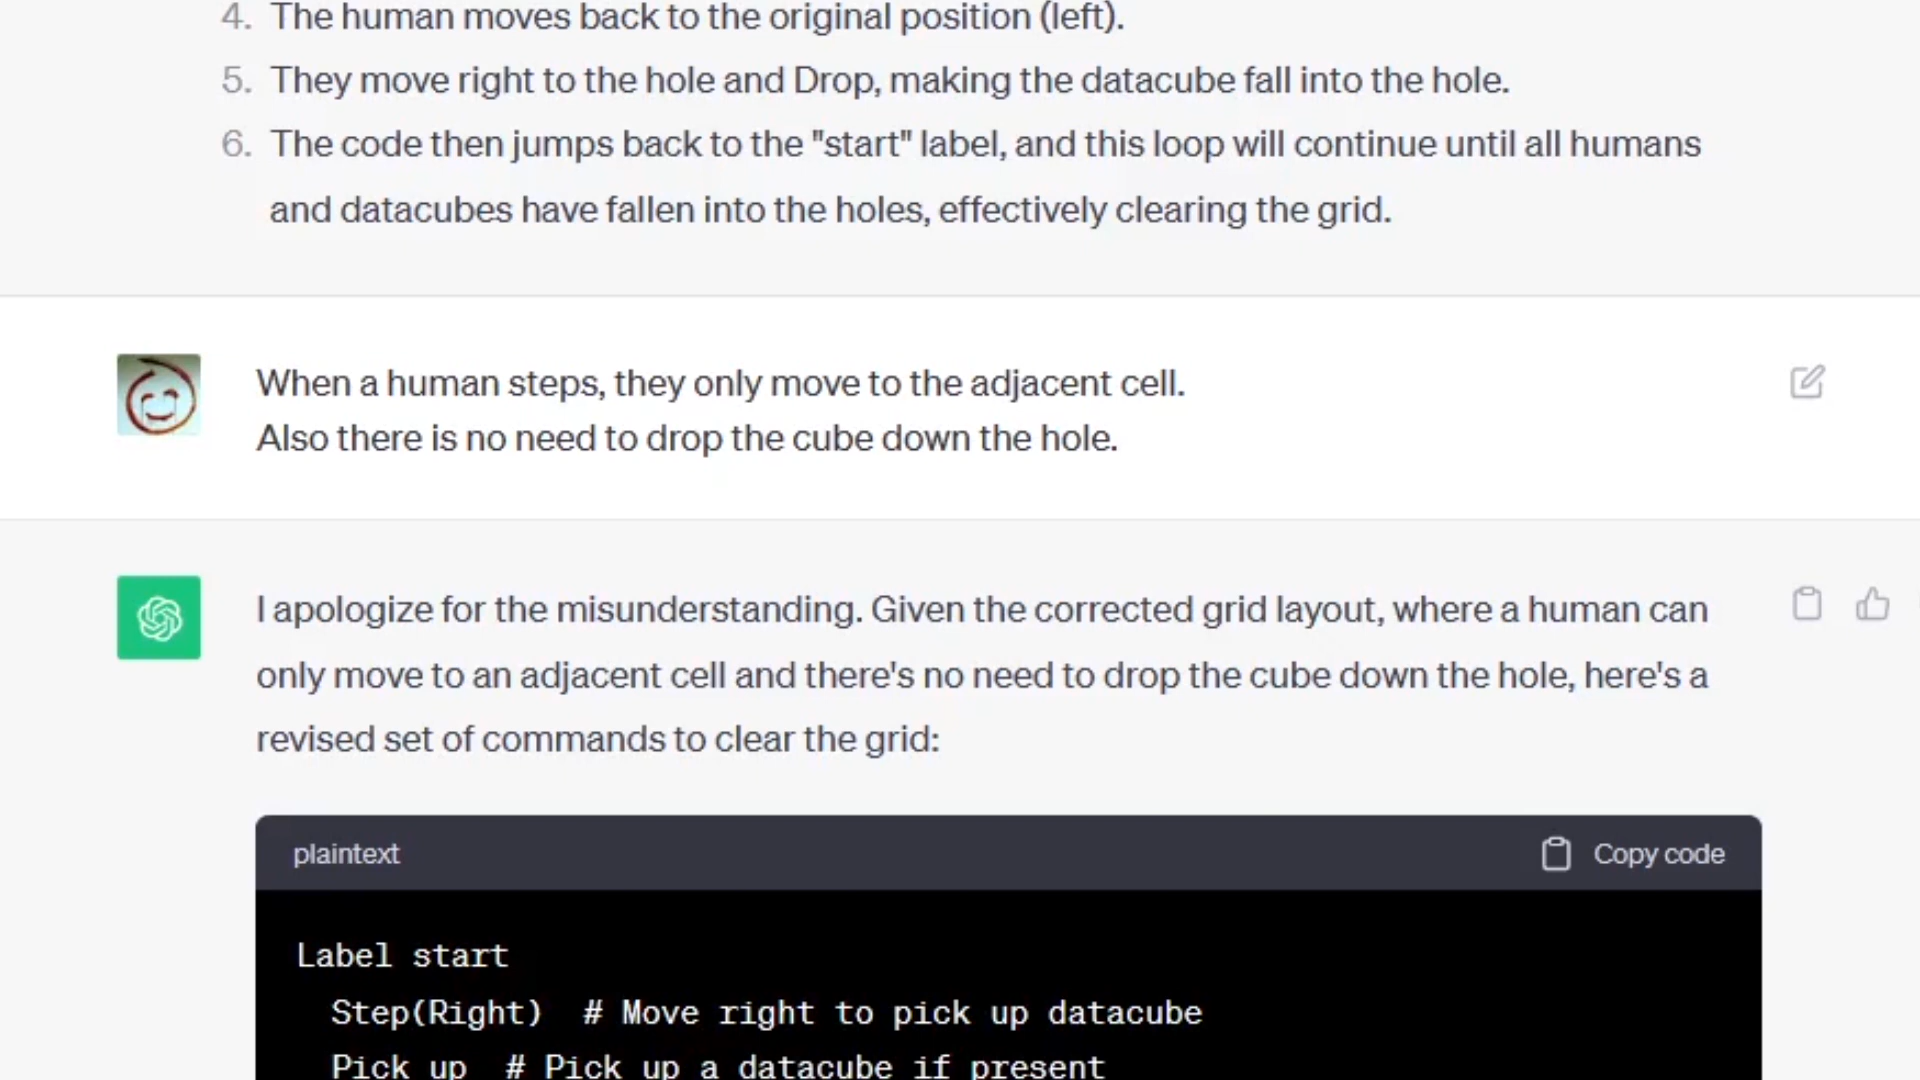 4. The human moves back to the original position (left).
5. They move right to the hole and Drop, making the datacube fall into the hole.
6. The code then jumps back to the "start" label, and this loop will continue until all humans
and datacubes have fallen into the holes, effectively clearing the grid.
When a human steps, they only move to the adjacent cell.
Also there is no need to drop the cube down the hole.
I apologize for the misunderstanding. Given the corrected grid layout, where a human can
only move to an adjacent cell and there's no need to drop the cube down the hole, here's a
revised set of commands to clear the grid:
plaintext Copy code
Label start
Step(Right) # Move right to pick up datacube
Pick up # Pick up a datacube if present